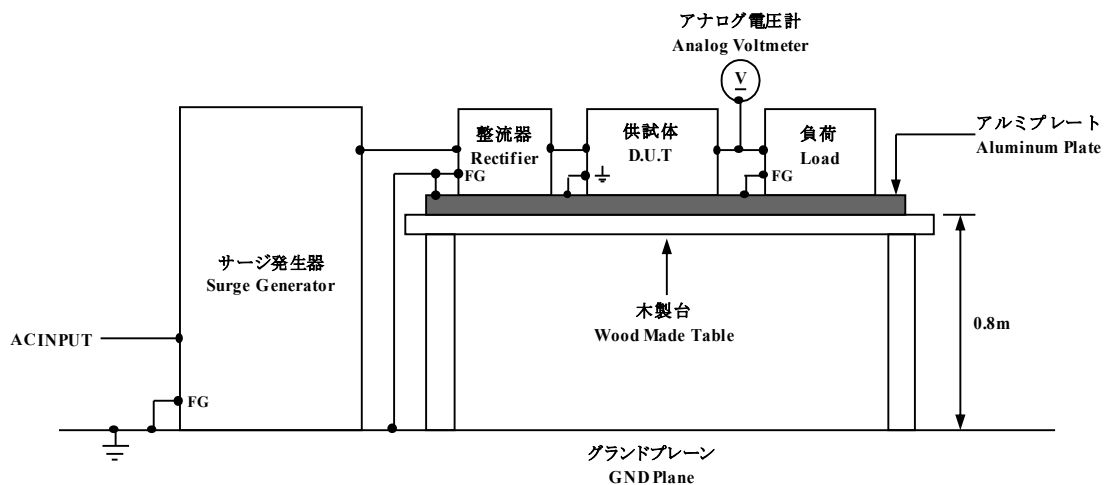 アナログ電圧計
Analog Voltmeter
V
整流器
Rectifier
FG
供試体
D.U.T
負荷
Load
FG
アルミプレート
Aluminum Plate
サージ発生器
Surge Generator
木製台
Wood Made Table
0.8m
ACINPUT
FG
グランドプレーン
GND Plane